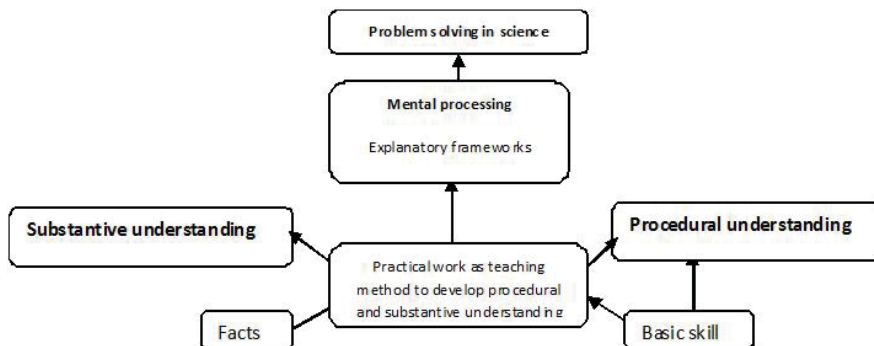 Problem solving in science
Mental processing
Explanatory frameworks
Substantive understanding
Procedural understanding
Practical work as teaching
method to develop procedural
and substantive understanding
Facts
Basic skill